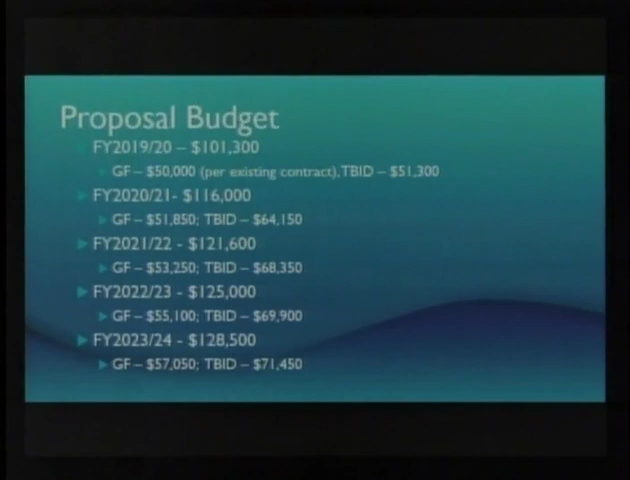 Proposal Budget
FY2019/20 – $101,300
GF – $50,000 (per existing contract), TBID – $51,300
FY2020/21- $116,000
GF – $51,850; TBID – $64,150
FY2021/22 - $121,600
GF – $53,250; TBID – $68,350
FY2022/23 - $125,000
GF – $55,100; TBID – $69,900
FY2023/24 - $128,500
GF – $57,050; TBID – $71,450